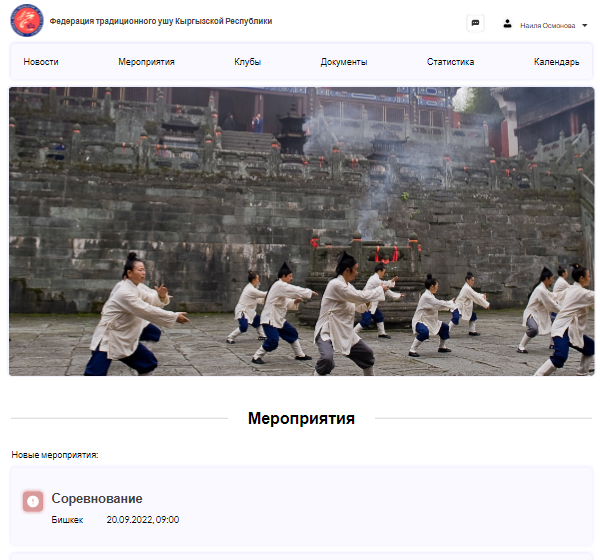 Федерация традиционного ушу Кыргызской Республики
Наиля Осмонова
Новости Мероприятия Клубы Документы Статистика Календарь
Мероприятия
Новые мероприятия:
Соревнование
Бишкек 20.09.2022, 09:00